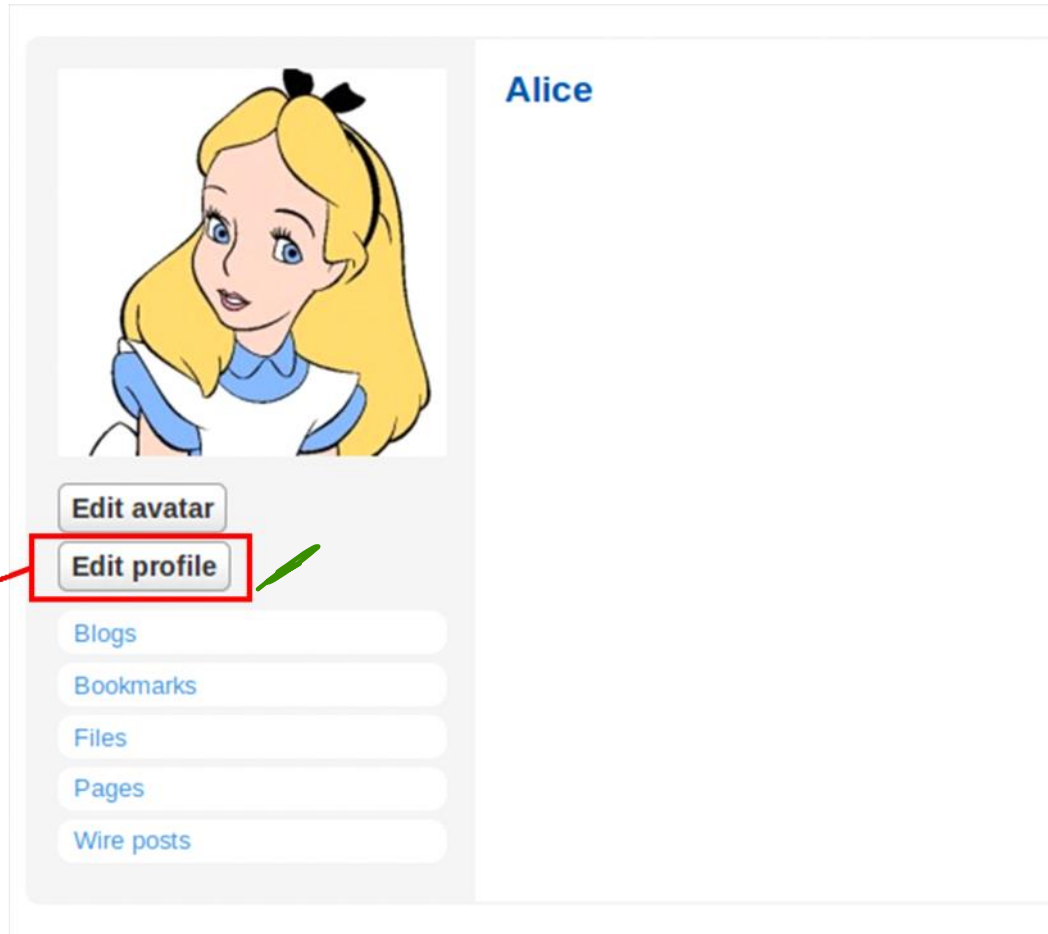 Alice
Edit avatar
Edit profile
Blogs
Bookmarks
Files
Pages
Wire posts